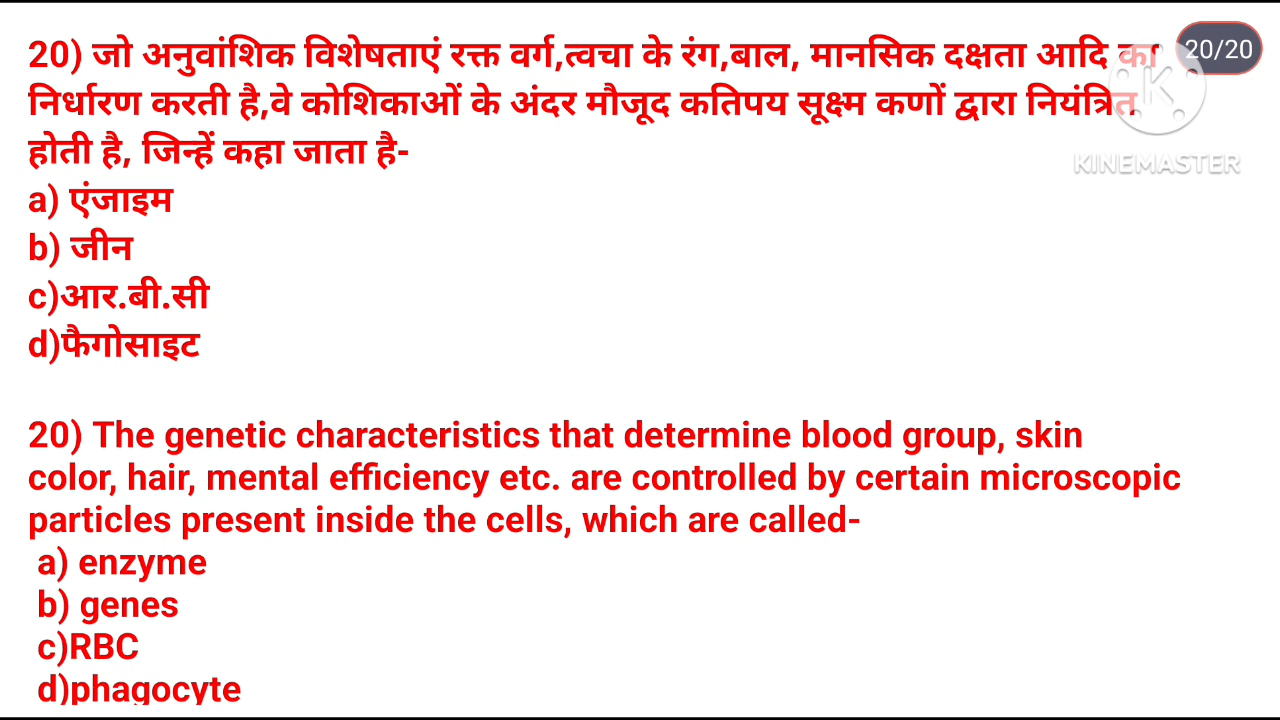 20) जो अनुवांशिक विशेषताएं रक्त वर्ग,त्वचा के रंग,बाल, मानसिक दक्षता आदि का
20/20
निर्धारण करती है,वे कोशिकाओं के अंदर मौजूद कतिपय सूक्ष्म कणों द्वारा नियंत्रित
होती है, जिन्हें कहा जाता है-
KINEMASTER
a) एंजाइम
b) जीन
c)आर.बी.सी
d)फैगोसाइट
20) The genetic characteristics that determine blood group, skin
color, hair, mental efficiency etc. are controlled by certain microscopic
particles present inside the cells, which are called-
a) enzyme
b) genes
c)RBC
d)phagocyte